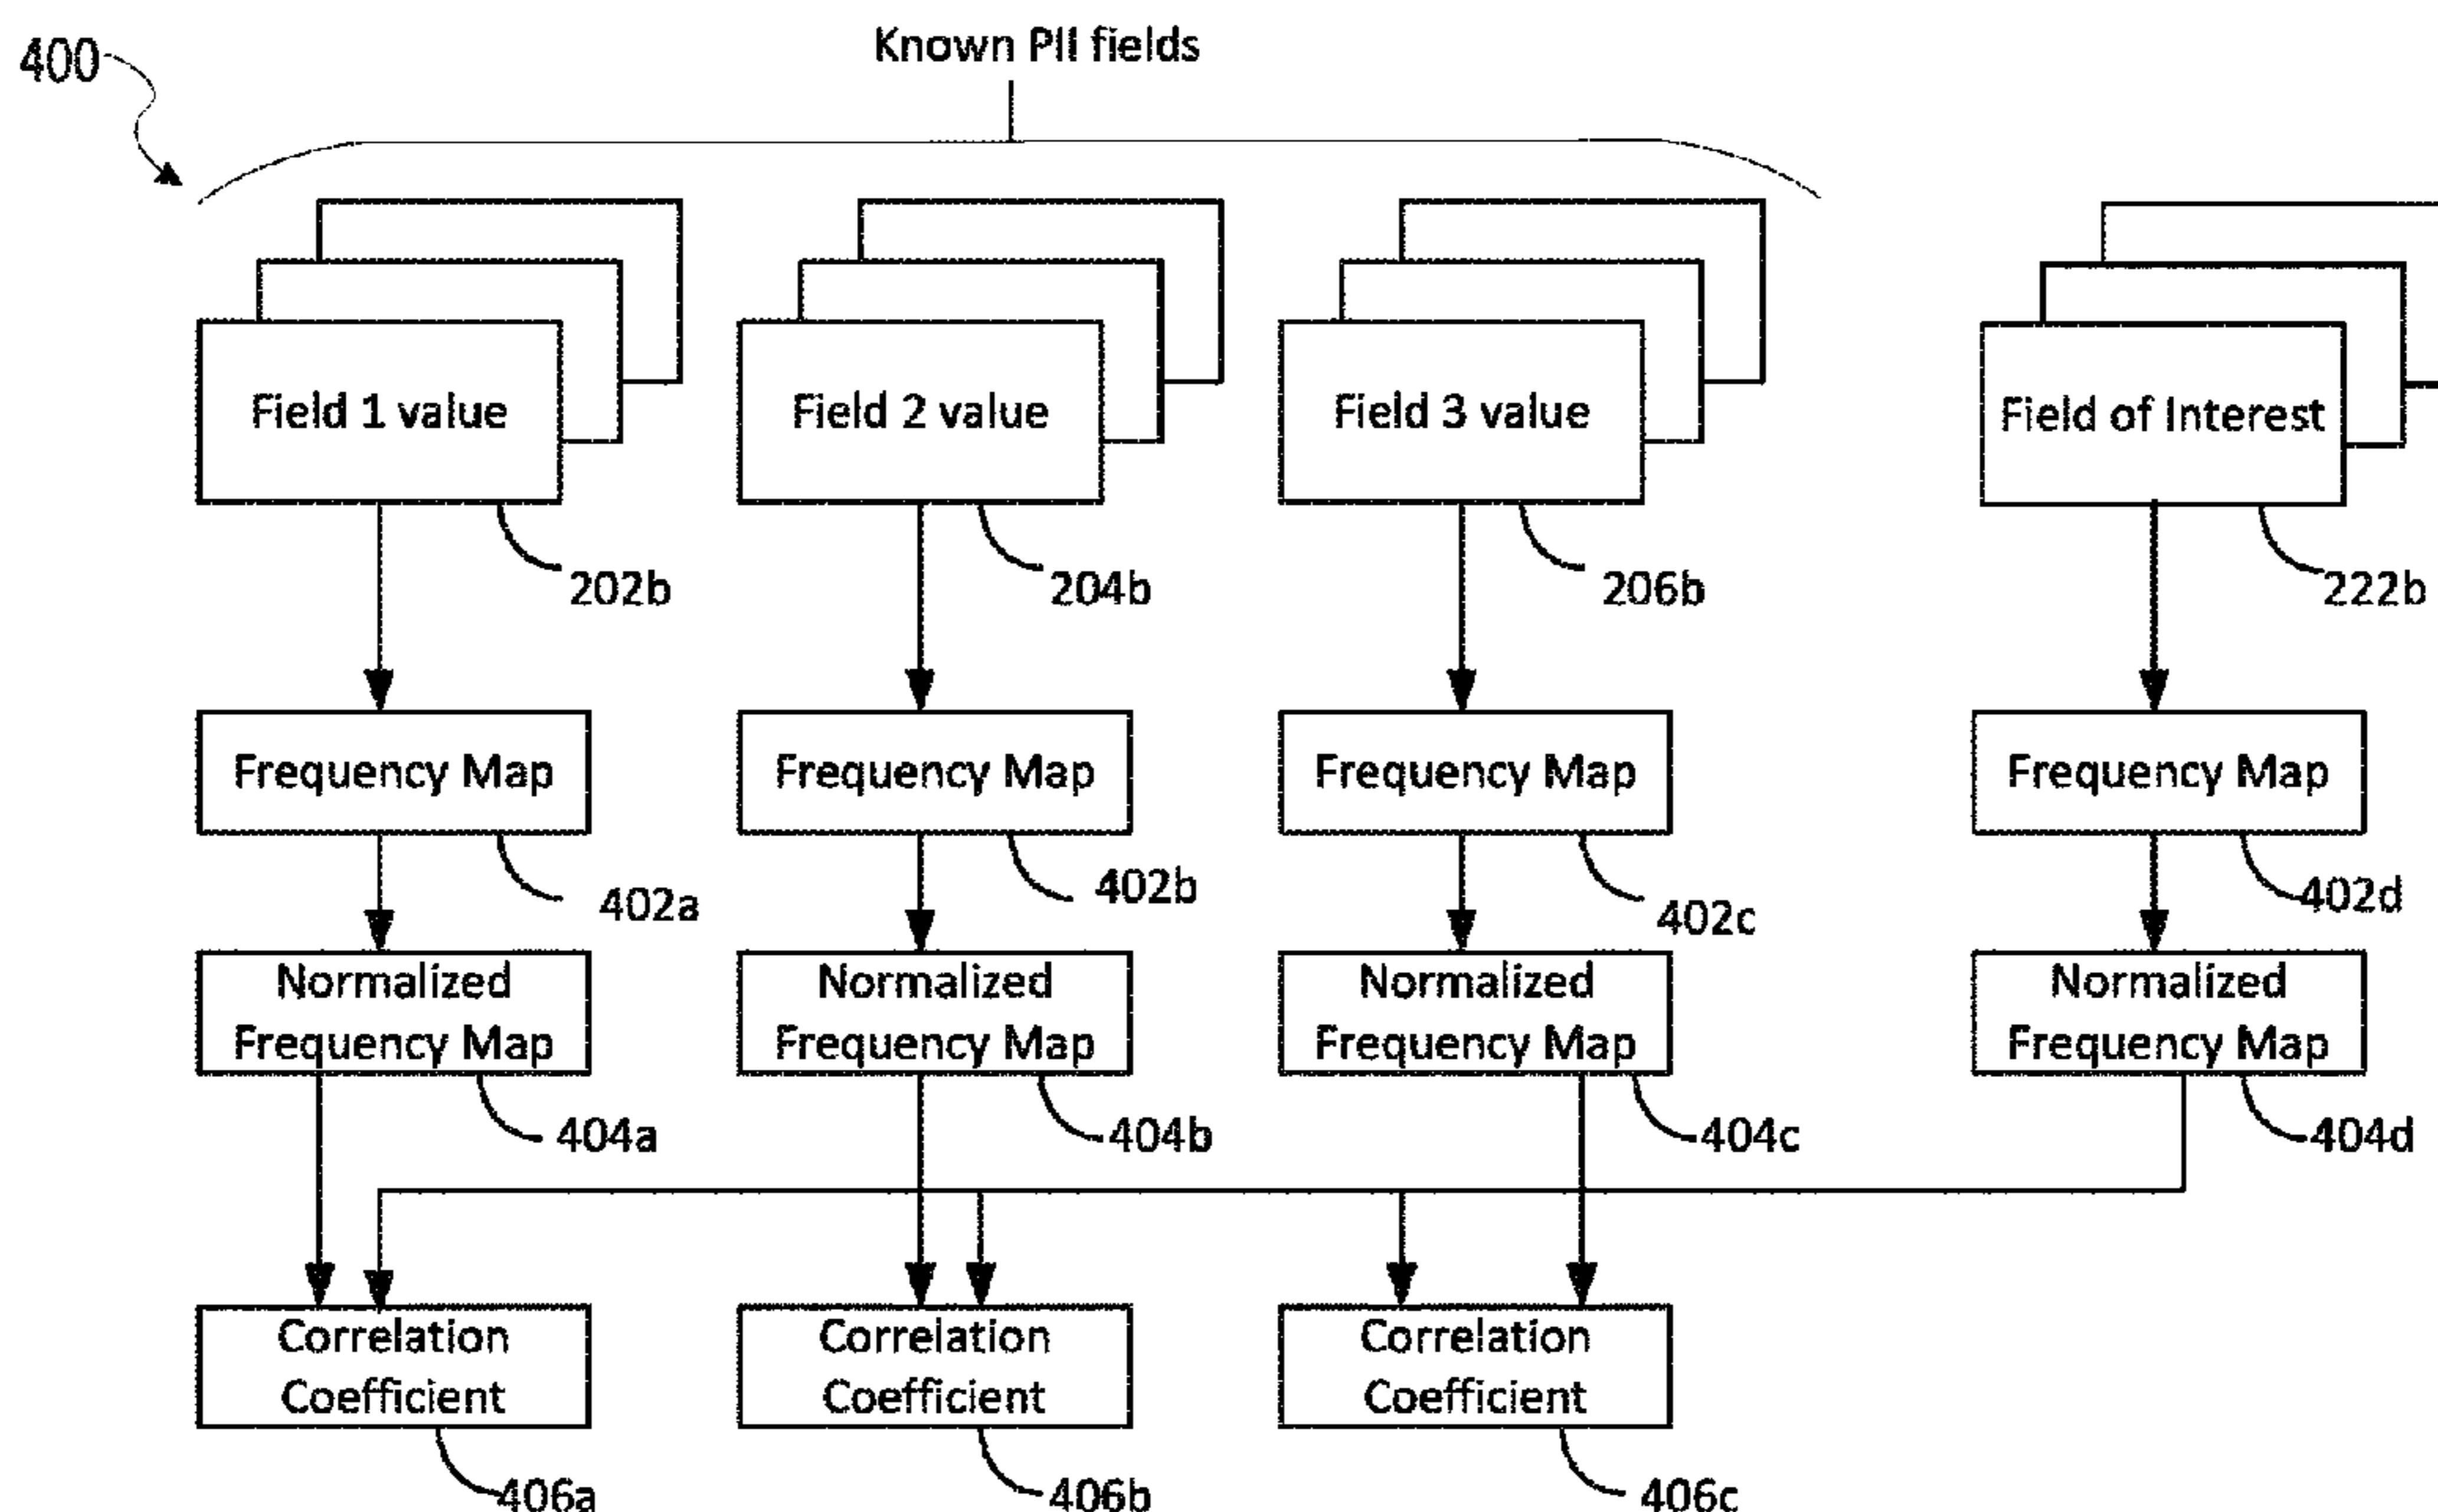 400
Known PII fields
Field 1 value
Field 2 value
Field 3 value
Field of Interest
202b
204b
206b
222b
Frequency Map
Frequency Map
Frequency Map
Frequency Map
402a
402b
402c
402d
Normalized
Frequency Map
Normalized
Frequency Map
Normalized
Frequency Map
Normalized
Frequency Map
404a
404b
404c
404d
Correlation
Coefficient
Correlation
Coefficient
Correlation
Coefficient
406a
406b
406c